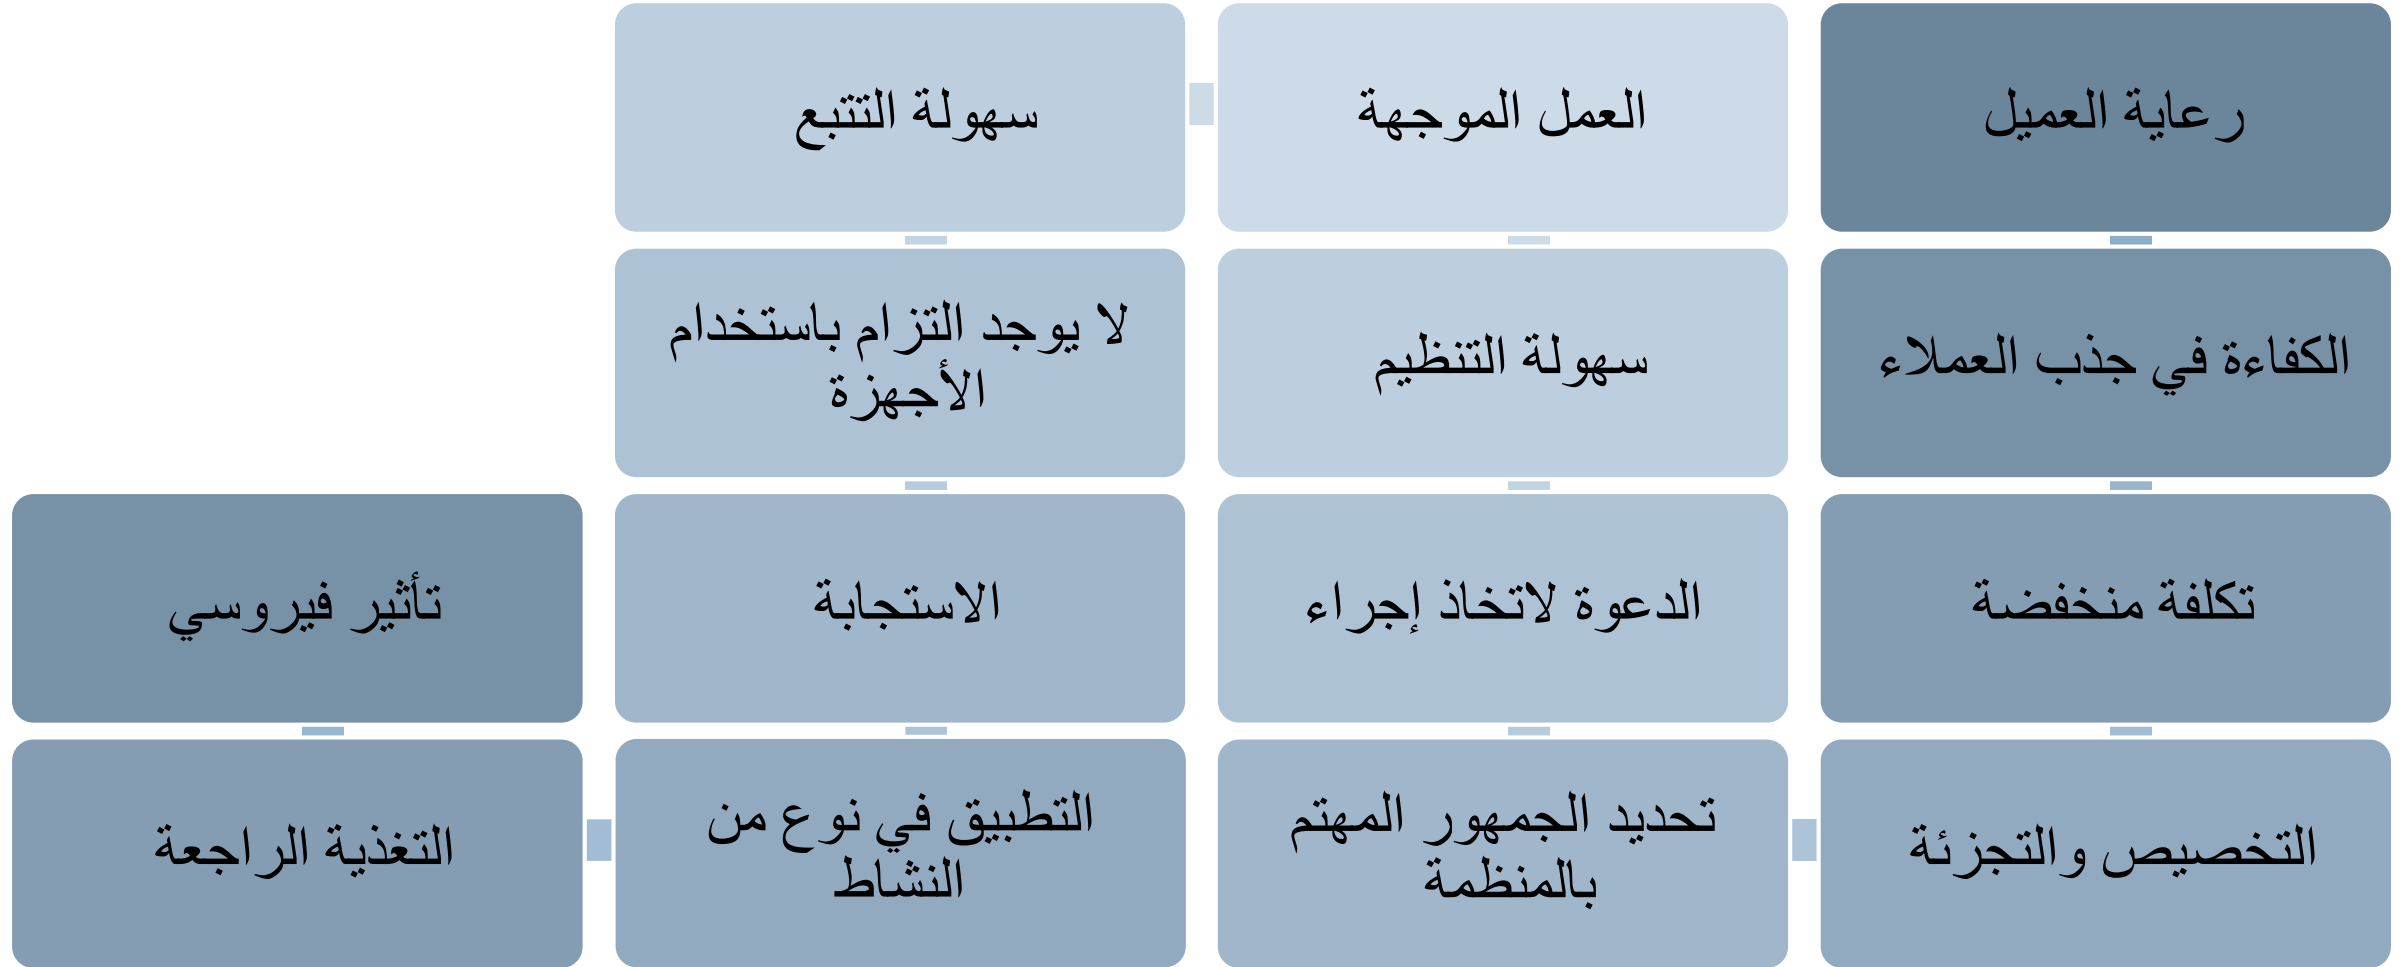 رعاية العميل
الكفاءة في جذب العملاء
تكلفة منخفضة
التخصيص والتجزئة
تحديد الجمهور المهتم
بالمنظمة
الدعوة لاتخاذ إجراء
سهولة التنظيم
العمل الموجهة
سهولة التتبع
لا يوجد التزام باستخدام
الأجهزة
الاستجابة
التطبيق في نوع من
النشاط
التغذية الراجعة
تأثير فيروسي